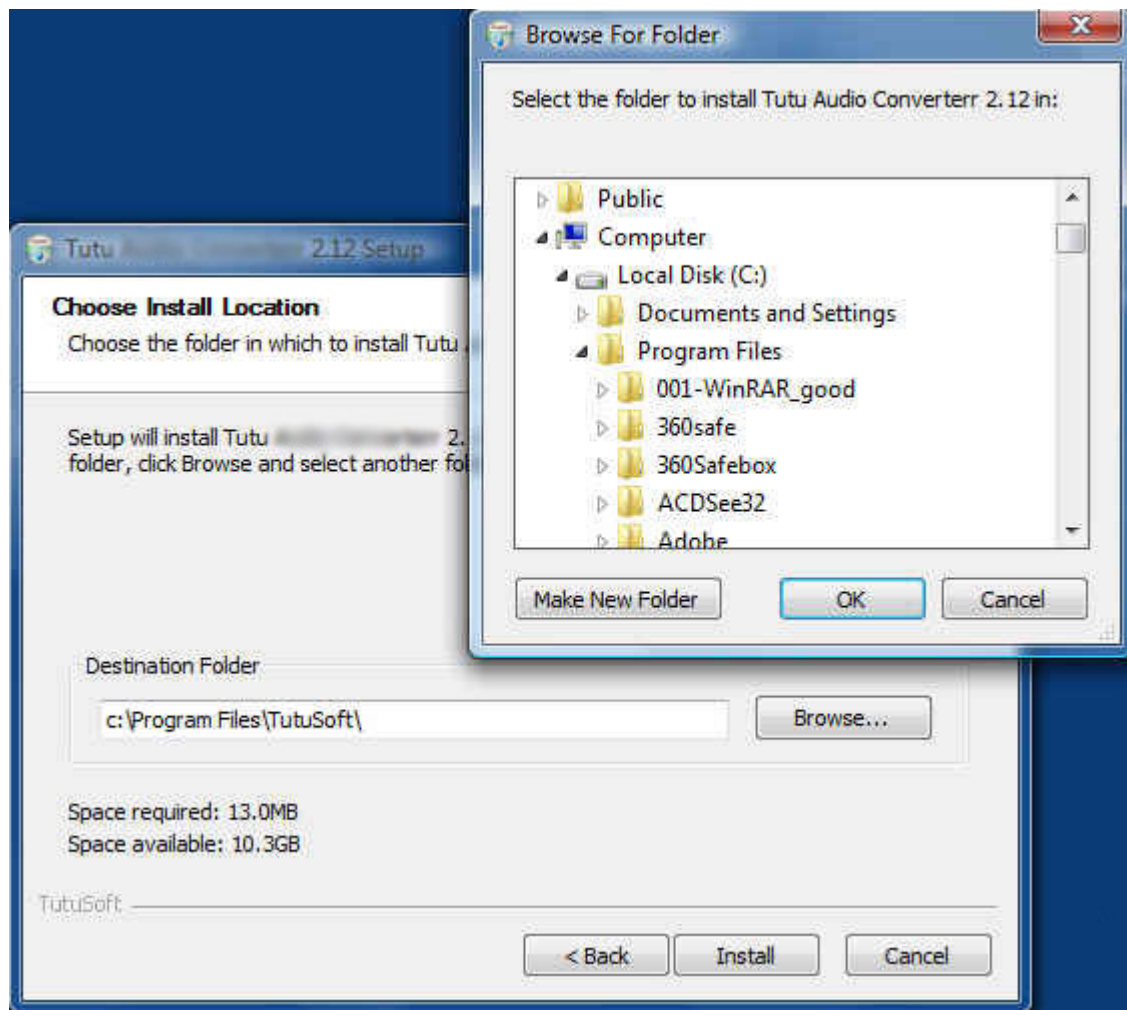 Browse For Folder
Select the folder to install Tutu Audio Converterr 2.12 in:
Public
Computer
Local Disk (C:)
Documents and Settings
Program Files
001-WinRAR_good
360safe
360Safebox
ACDSee32
Adobe
Make New Folder
OK
Cancel
Tutu 2.12 Setup
Choose Install Location
Choose the folder in which to install Tutu
Setup will install Tutu 2.
folder, click Browse and select another
Destination Folder
c:\Program Files\TutuSoft\
Browse...
Space required: 13.0MB
Space available: 10.3GB
TutuSoft
< Back
Install
Cancel